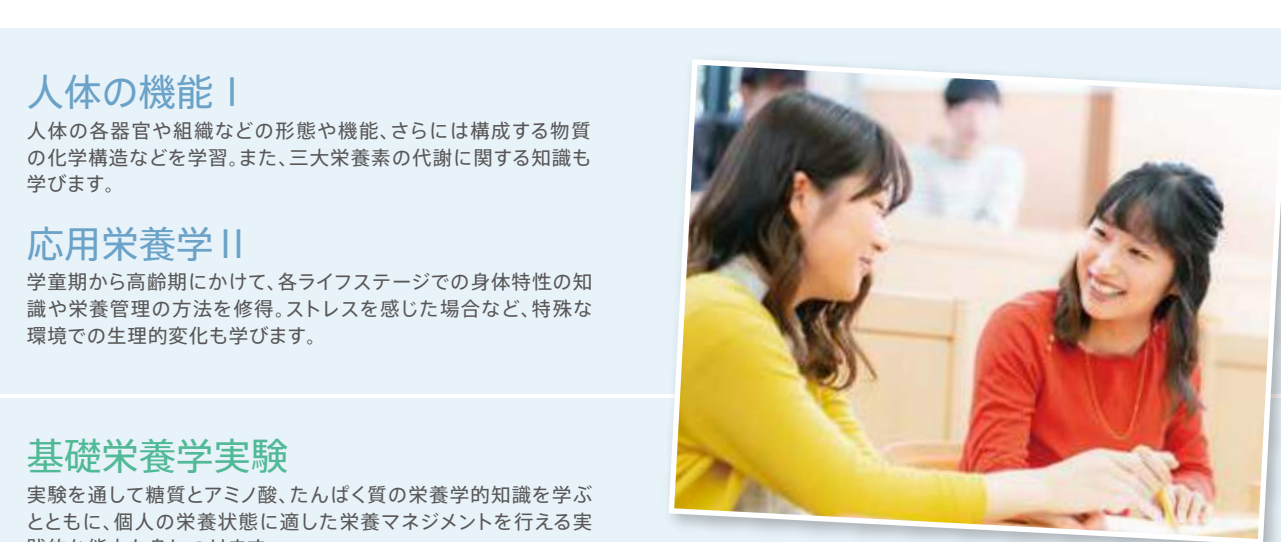 人体の機能Ⅰ
人体の各器官や組織などの形態や機能、さらには構成する物質
の化学構造などを学習。また、三大栄養素の代謝に関する知識も
学びます。
応用栄養学Ⅱ
学童期から高齢期にかけて、各ライフステージでの身体特性の知
識や栄養管理の方法を修得。ストレスを感じた場合など、特殊な
環境での生理的変化も学びます。
基礎栄養学実験
実験を通して糖質とアミノ酸、たんぱく質の栄養学的知識を学ぶ
とともに、個人の栄養状態に適した栄養マネジメントを行える実